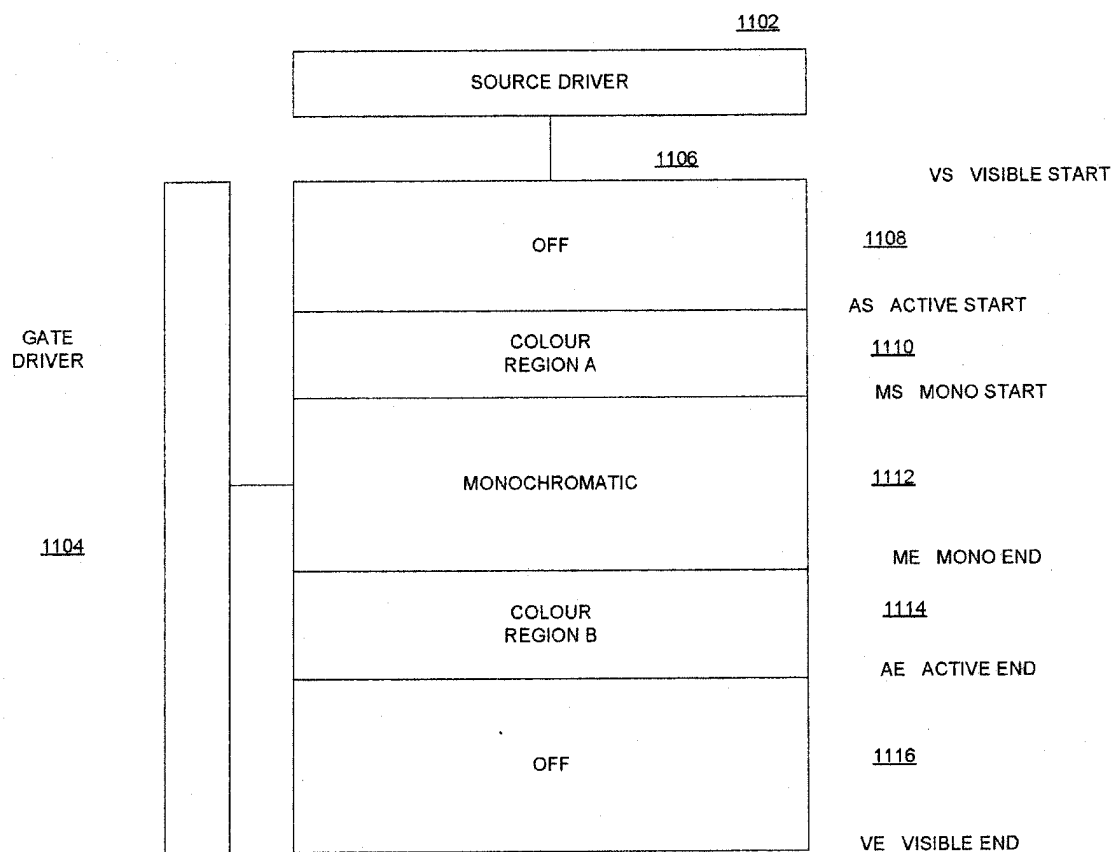 1102
SOURCE DRIVER
1106
VS VISIBLE START
OFF
1108
AS ACTIVE START
GATE
DRIVER
COLOUR
REGION A
1110
MS MONO START
MONOCHROMATIC
1112
1104
ME MONO END
COLOUR
REGION B
1114
AE ACTIVE END
OFF
1116
VE VISIBLE END